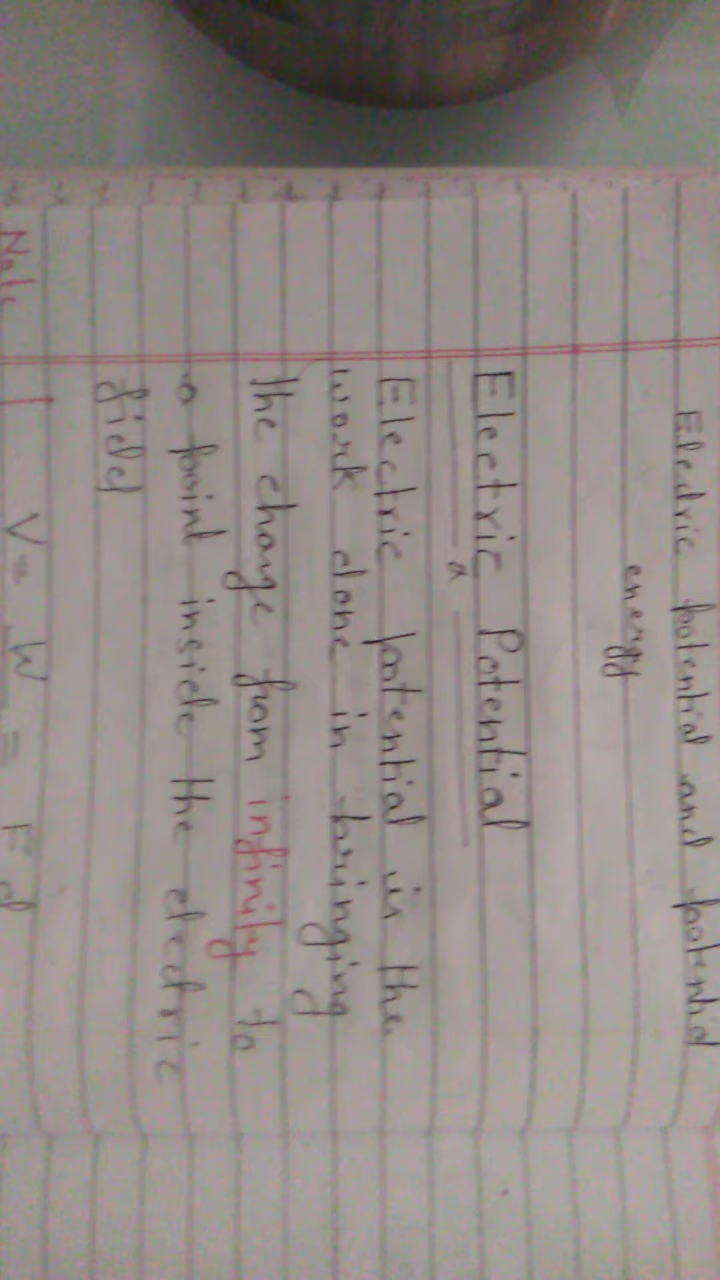 Electric potential and potential
energy
Electric Potential
Electric potential is the
work done in bringing
the charge from infinity to
a point inside the electric
field
Note
V = W = Fd